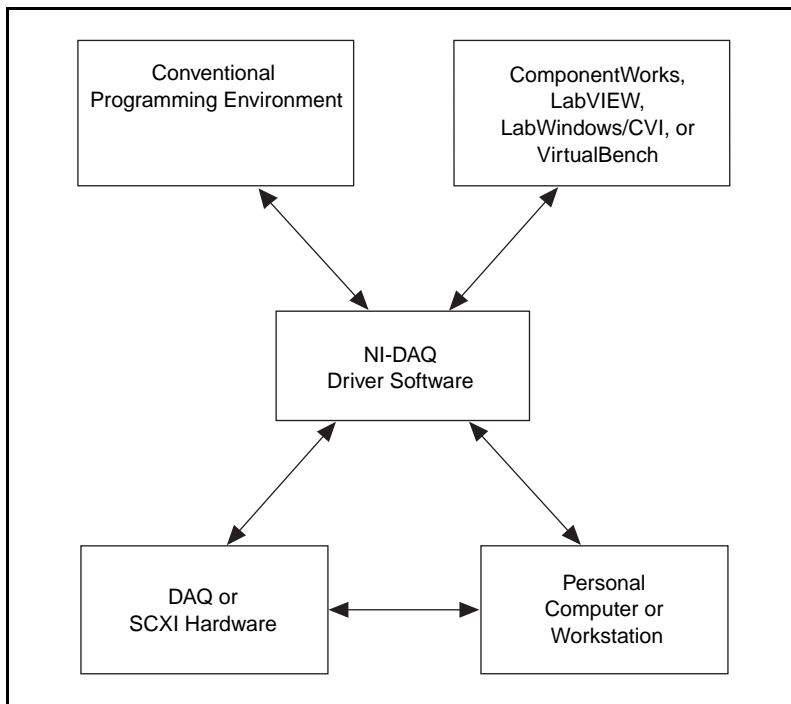 Conventional
Programming Environment
ComponentWorks,
LabVIEW,
LabWindows/CVI, or
VirtualBench
NI-DAQ
Driver Software
DAQ or
SCXI Hardware
Personal
Computer or
Workstation